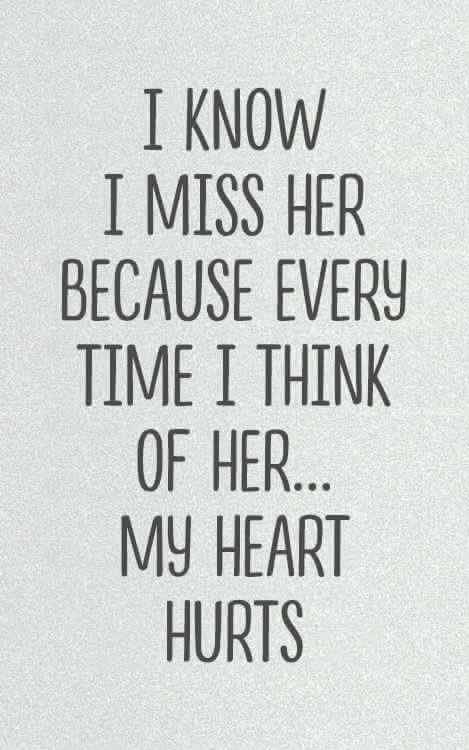 I KNOW
I MISS HER
BECAUSE EVERY
TIME I THINK
OF HER...
MY HEART
HURTS